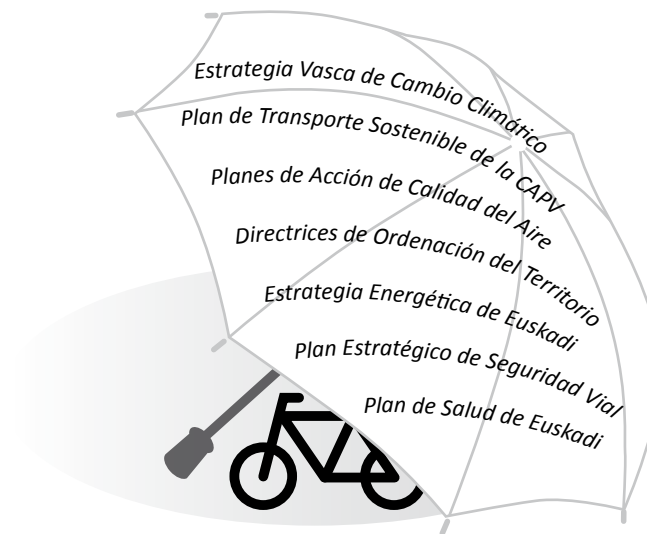 Estrategia Vasca de Cambio Climático
Plan de Transporte Sostenible de la CAPV
Planes de Acción de Calidad del Aire
Directrices de Ordenación del Territorio
Estrategia Energética de Euskadi
Plan Estratégico de Seguridad Vial
Plan de Salud de Euskadi